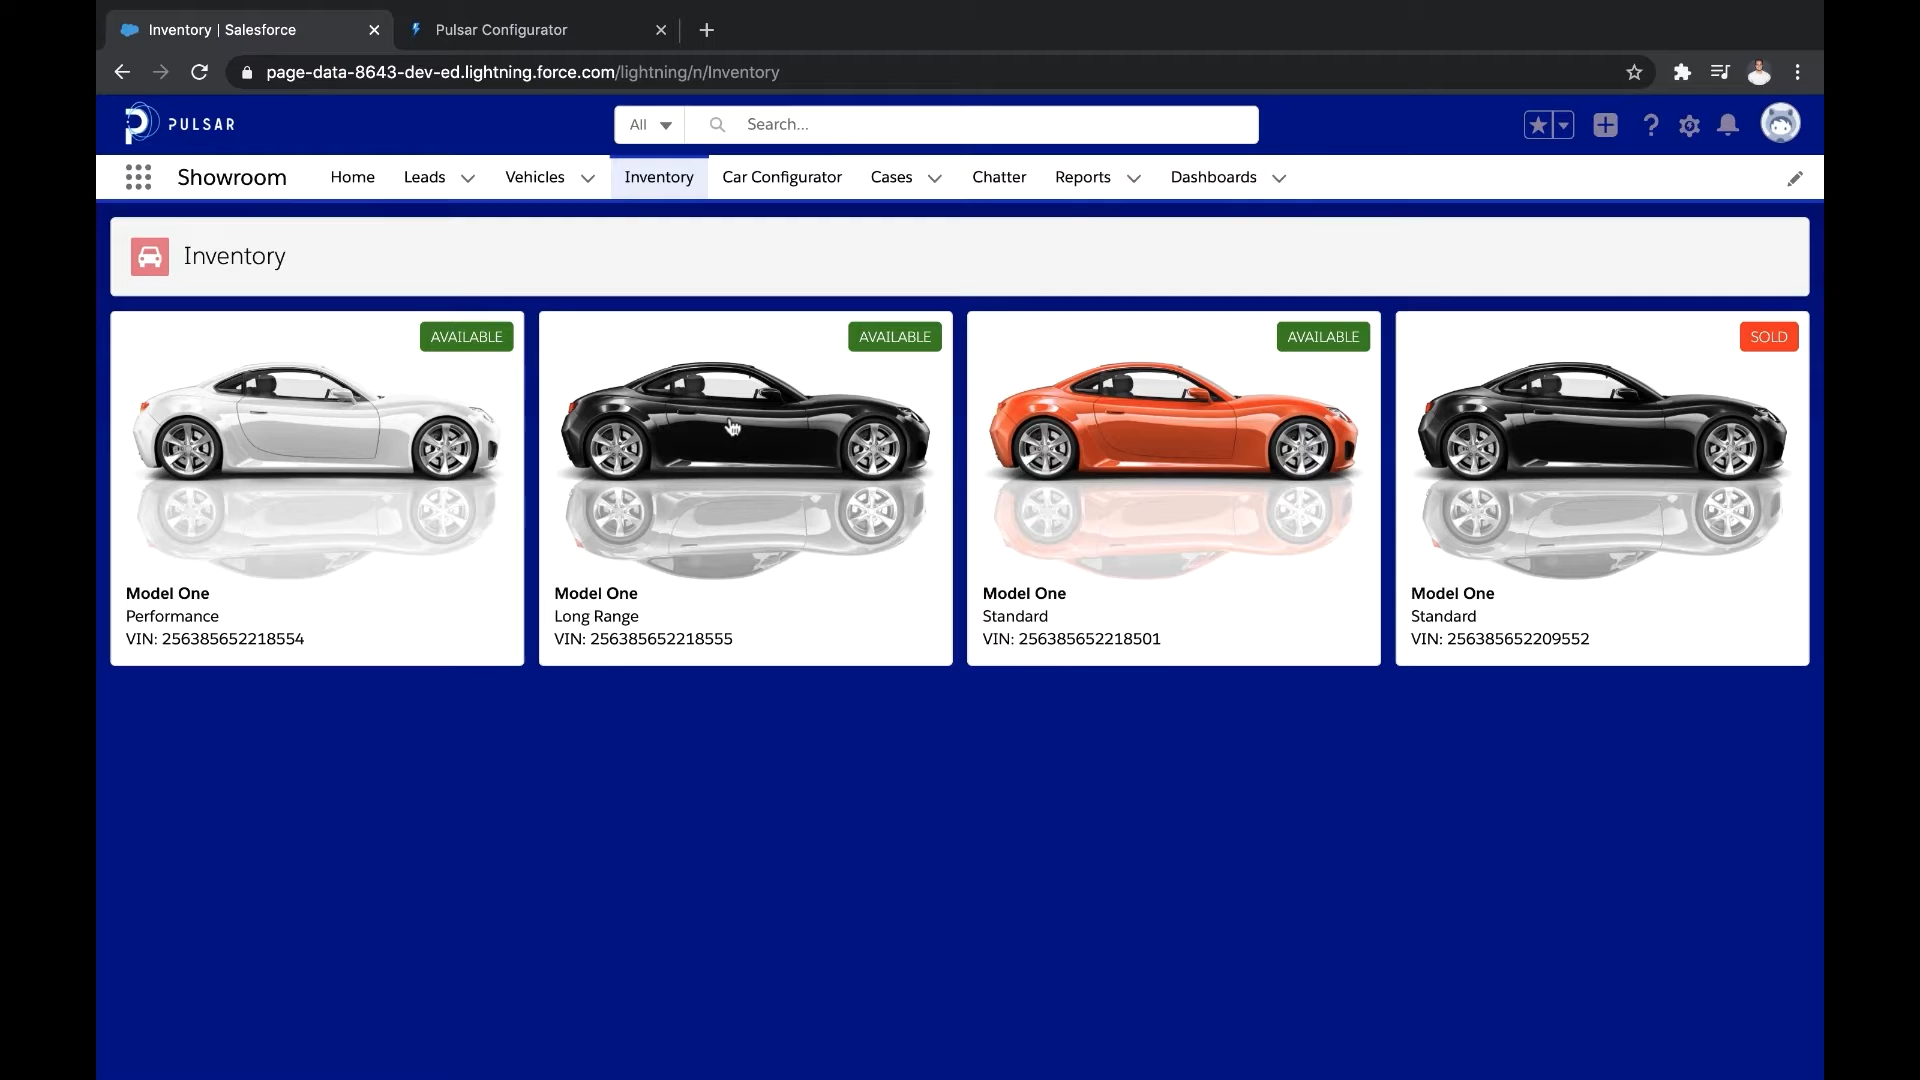 Inventory | Salesforce
Pulsar Configurator
page-data-8643-dev-ed.lightning.force.com/lightning/n/Inventory
PULSAR
All
Search...
Showroom
Home
Leads
Vehicles
Inventory
Car Configurator
Cases
Chatter
Reports
Dashboards
Inventory
AVAILABLE
Model One
Performance
VIN: 256385652218554
AVAILABLE
Model One
Long Range
VIN: 256385652218555
AVAILABLE
Model One
Standard
VIN: 256385652218501
SOLD
Model One
Standard
VIN: 256385652209552